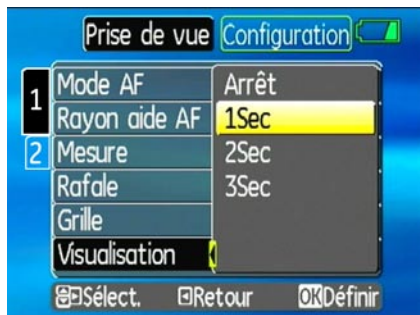 Prise de vue Configuration
1
2
Mode AF Arrêt
Rayon aide AF 1Sec
Mesure 2Sec
Rafale 3Sec
Grille
Visualisation
Sélect. Retour OK Définir